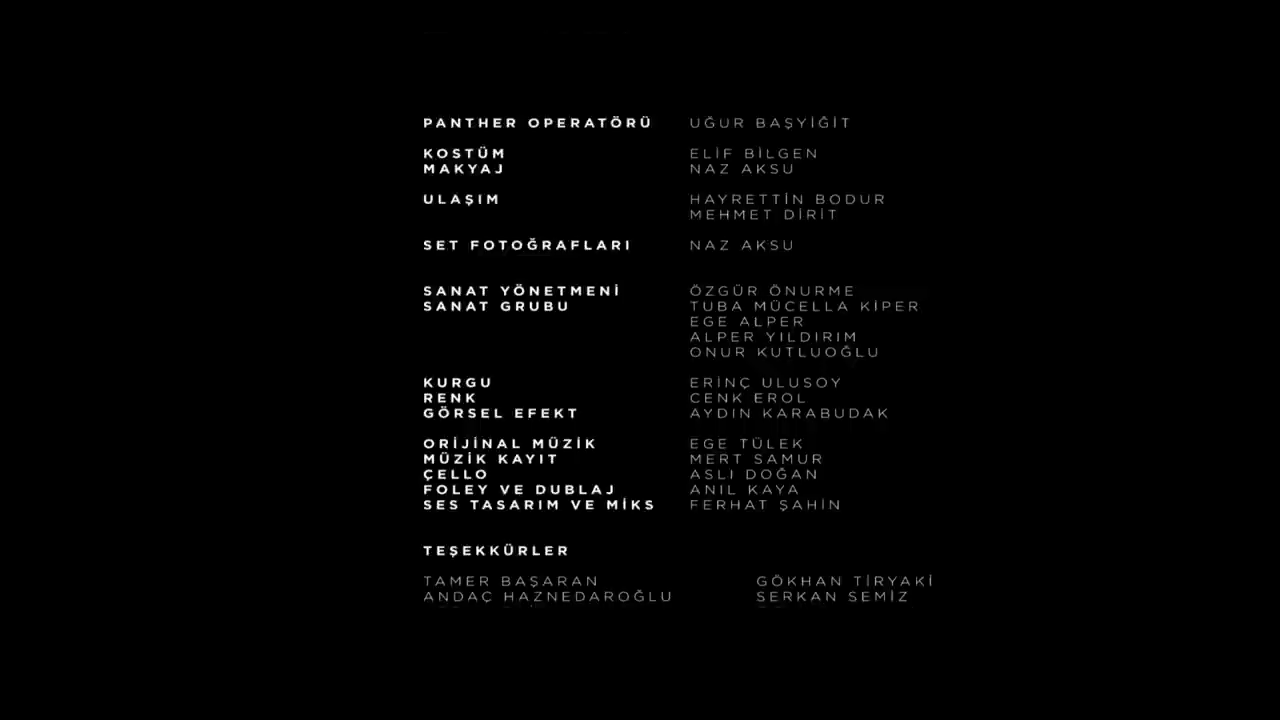 PANTHER OPERATÖRÜ UĞUR BAŞYİĞİT
KOSTÜM ELİF BİLGEN
MAKYAJ NAZ AKSU
ULAŞIM HAYRETTİN BODUR
MEHMET DİRİT
SET FOTOĞRAFLARI NAZ AKSU
SANAT YÖNETMENİ ÖZGÜR ÖNURME
SANAT GRUBU TUBA MÜCELLA KİPER
EGE ALPER
ALPER YILDIRIM
ONUR KUTLUOĞLU
KURGU ERİNÇ ULUSOY
RENK CENK EROL
GÖRSEL EFEKT AYDIN KARABUDAK
ORİJİNAL MÜZİK EGE TÜLEK
MÜZİK KAYIT MERT SAMUR
ÇELLO ASLI DOĞAN
FOLEY VE DUBLAJ ANIL KAYA
SES TASARIM VE MİKS FERHAT ŞAHİN
TEŞEKKÜRLER
TAMER BAŞARAN GÖKHAN TİRYAKİ
ANDAÇ HAZNEDAROĞLU SERKAN SEMİZ